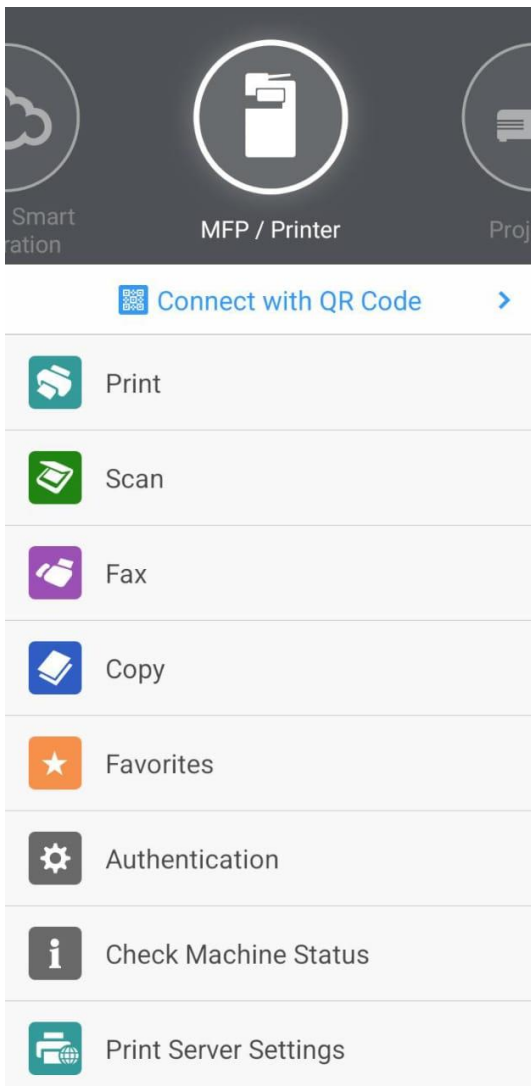 Smart
ration
MFP / Printer
Proj
Connect with QR Code
Print
Scan
Fax
Copy
Favorites
Authentication
Check Machine Status
Print Server Settings